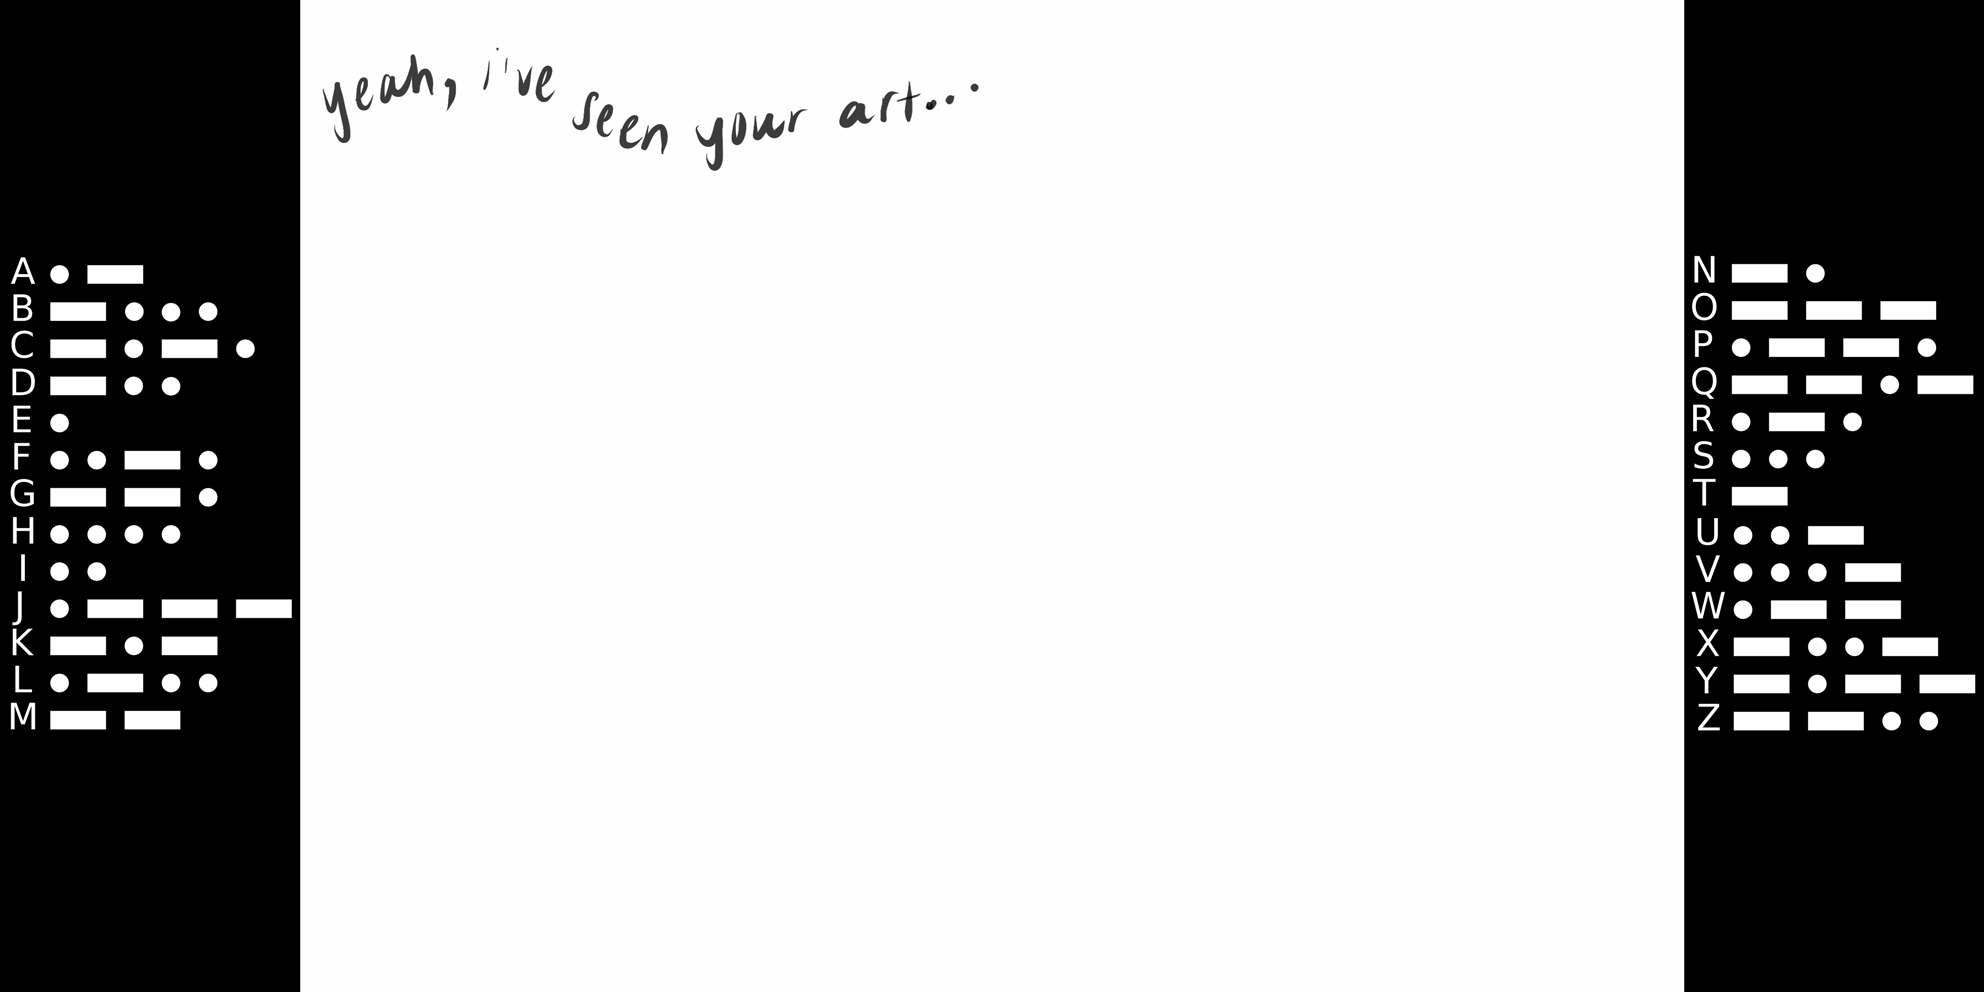 yeah, i've seen your art...
A ● ▬
B ▬ ● ● ●
C ▬ ● ▬ ●
D ▬ ● ●
E ●
F ● ● ▬ ●
G ▬ ▬ ●
H ● ● ● ●
I ● ●
J ● ▬ ▬ ▬
K ▬ ● ▬
L ● ▬ ● ●
M ▬ ▬
N ▬ ●
O ▬ ▬ ▬
P ● ▬ ▬ ●
Q ▬ ▬ ● ▬
R ● ▬ ●
S ● ● ●
T ▬
U ● ● ▬
V ● ● ● ▬
W ● ▬ ▬
X ▬ ● ● ▬
Y ▬ ● ▬ ▬
Z ▬ ▬ ● ●